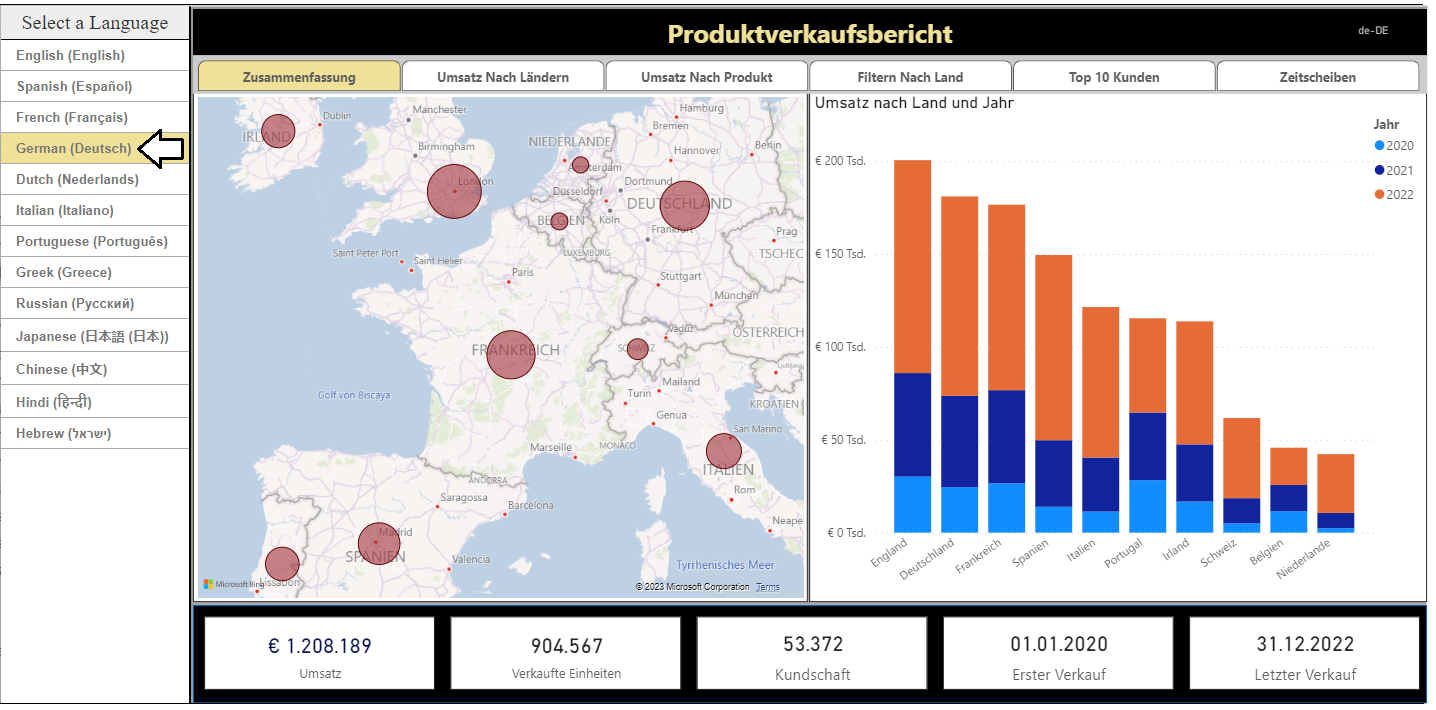 Select a Language
English (English)
Spanish (Español)
French (Français)
German (Deutsch)
Dutch (Nederlands)
Italian (Italiano)
Portuguese (Português)
Greek (Greece)
Russian (Русский)
Japanese (日本語 (日本))
Chinese (中文)
Hindi (हिन्दी)
Hebrew (ישראל)
Produktverkaufsbericht
de-DE
Zusammenfassung
Umsatz Nach Ländern
Umsatz Nach Produkt
Filtern Nach Land
Top 10 Kunden
Zeitscheiben
Manchester
Hamburg
Dublin
Bremen
IRLAND
NIEDERLANDE
Berlin
Birmingham
Hannover
Amsterdam
London
Dortmund
Düsseldorf
DEUTSCHLAND
BELGIEN
Köln
Frankfurt
Prag
Saint Peter Port
LUXEMBURG
TSCHEC
Saint Helier
Paris
Stuttgart
München
Vaduz
ÖSTERREICH
FRANKREICH
SCHWEIZ
Ljubljana
Mailand
Golf von Biscaya
Turin
KROATIEN
Genua
San Marino
Marseille
MONACO
ITALIEN
ANDORRA
Rom
Saragossa
Barcelona
Neape
Madrid
SPANIEN
Valencia
Tyrrhenisches Meer
Lissabon
Microsoft Bing
© 2023 Microsoft Corporation
Terms
Umsatz nach Land und Jahr
Jahr
2020
2021
2022
€ 200 Tsd.
€ 150 Tsd.
€ 100 Tsd.
€ 50 Tsd.
€ 0 Tsd.
England
Deutschland
Frankreich
Spanien
Italien
Portugal
Irland
Schweiz
Belgien
Niederlande
€ 1.208.189
Umsatz
904.567
Verkaufte Einheiten
53.372
Kundschaft
01.01.2020
Erster Verkauf
31.12.2022
Letzter Verkauf